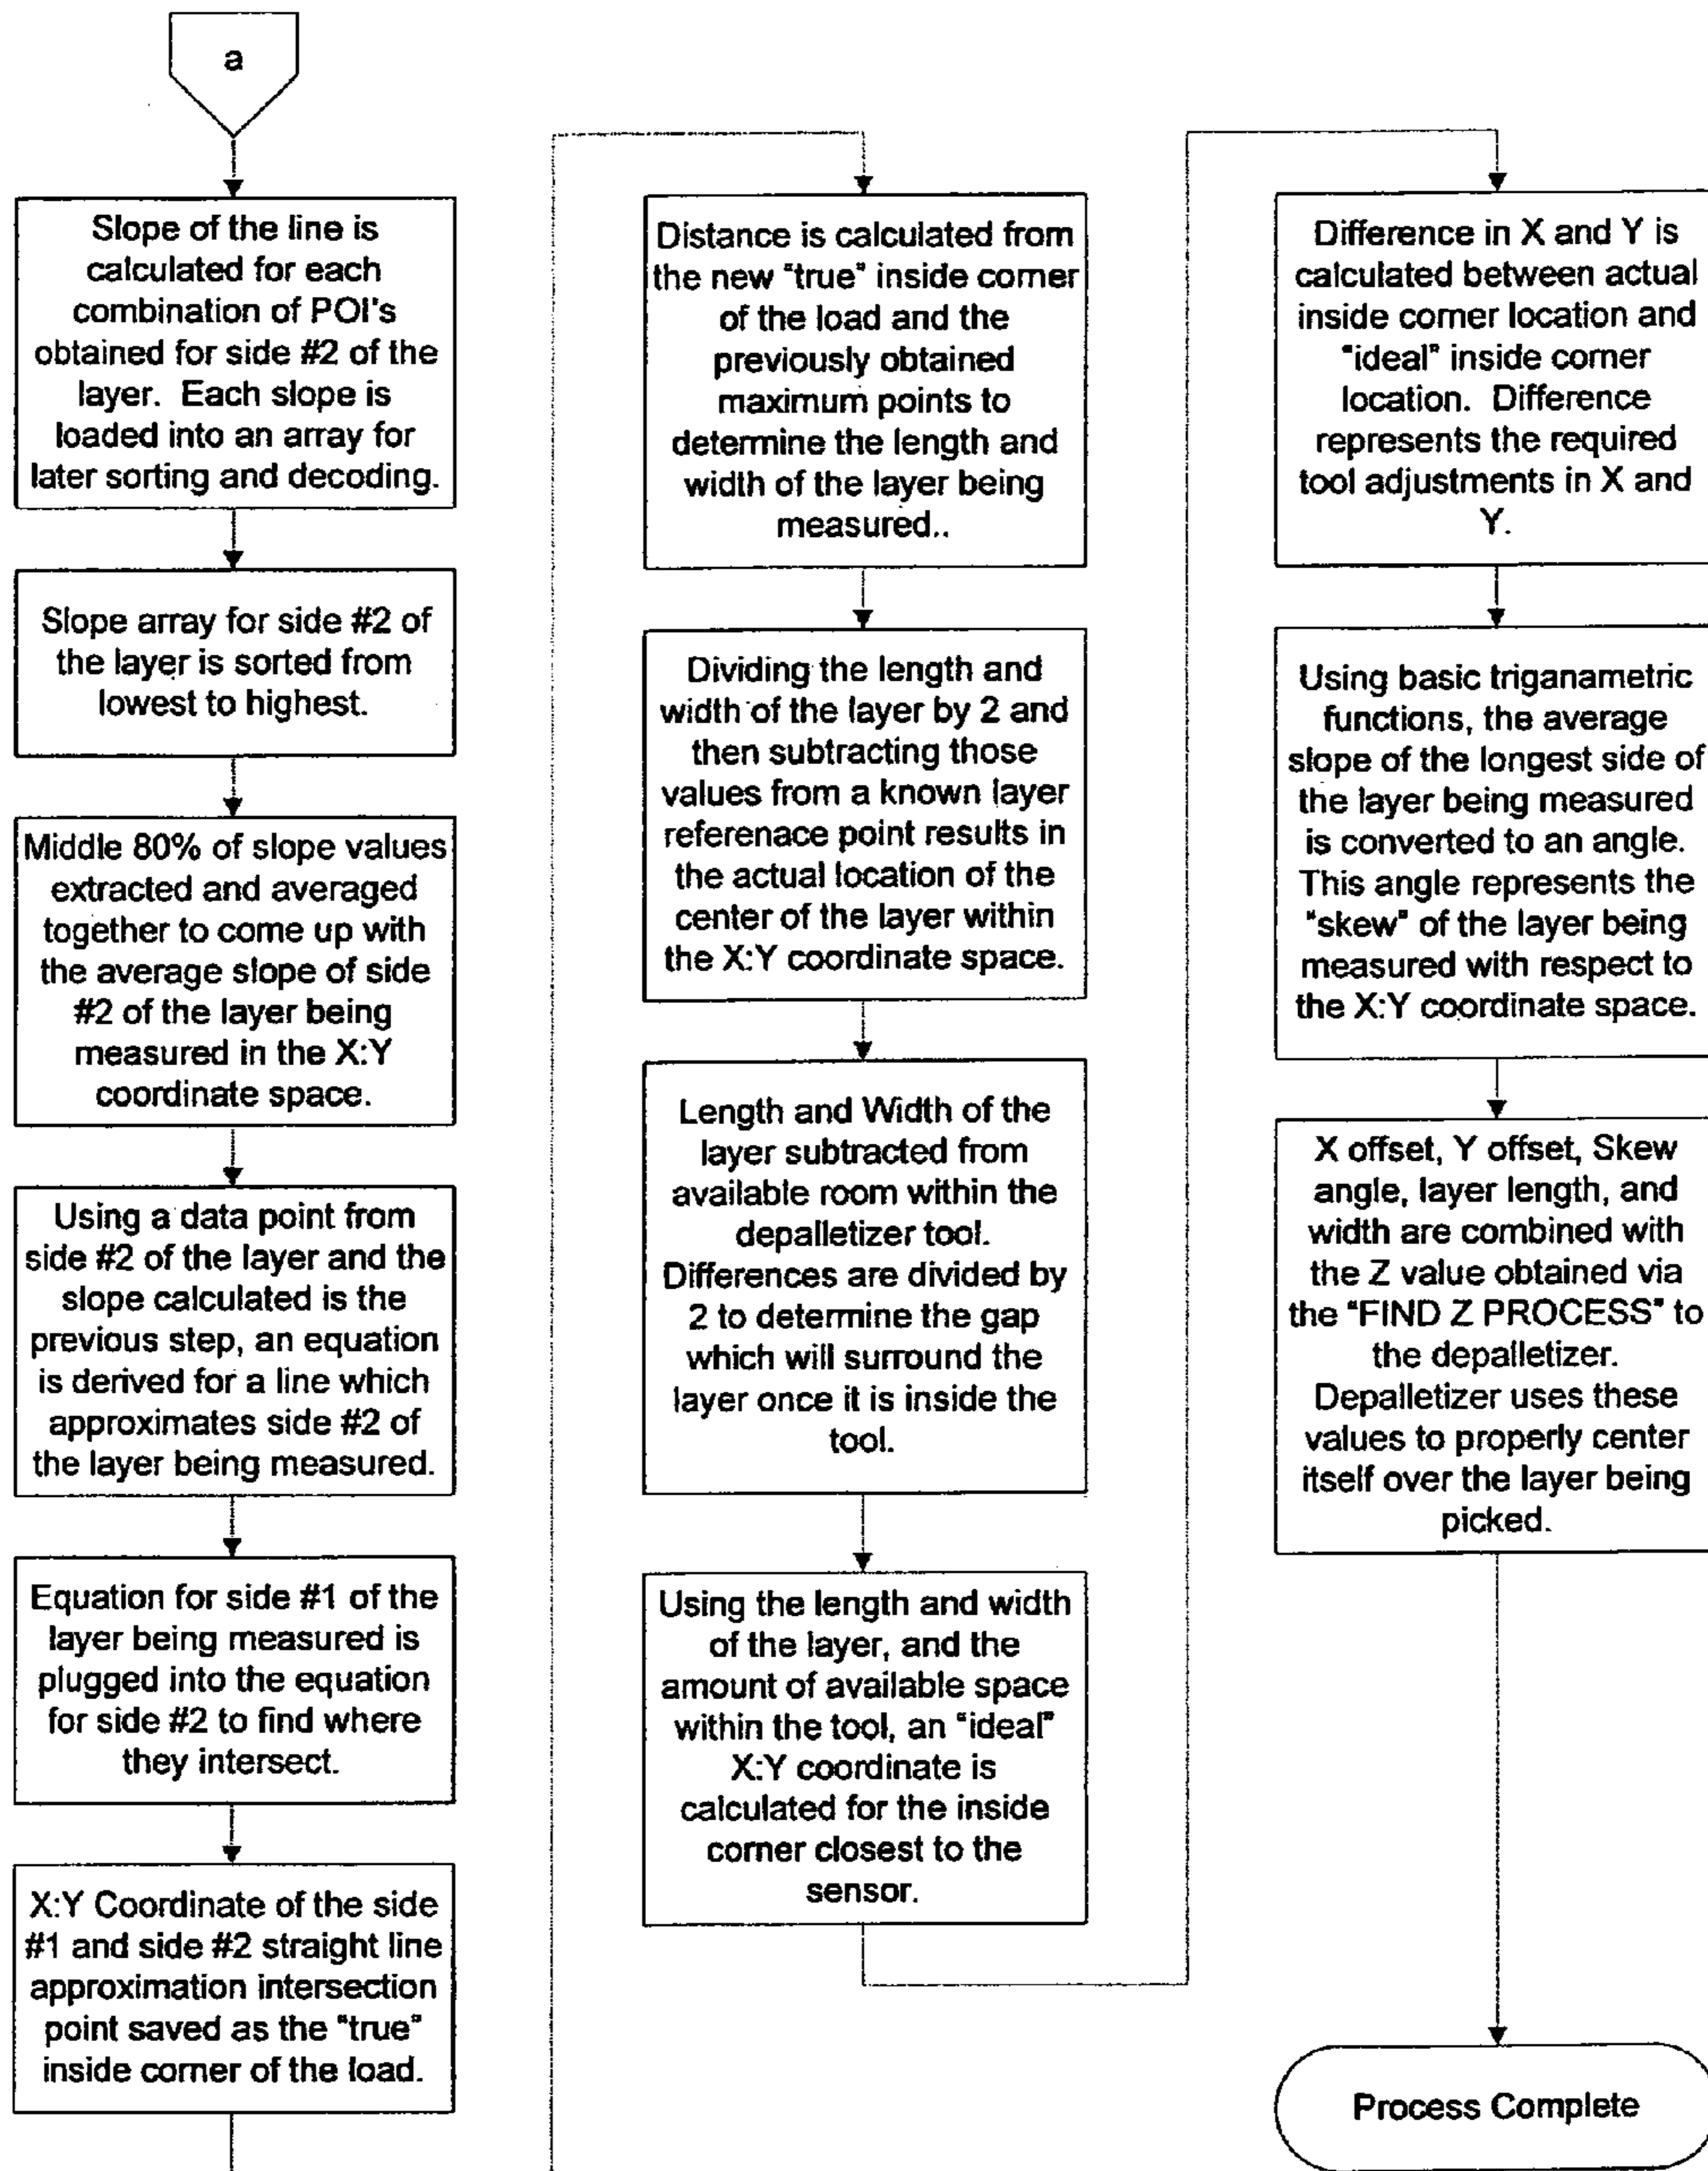 a
Slope of the line is
calculated for each
combination of POI's
obtained for side #2 of the
layer. Each slope is
loaded into an array for
later sorting and decoding.
Slope array for side #2 of
the layer is sorted from
lowest to highest.
Middle 80% of slope values
extracted and averaged
together to come up with
the average slope of side
#2 of the layer being
measured in the X:Y
coordinate space.
Using a data point from
side #2 of the layer and the
slope calculated is the
previous step, an equation
is derived for a line which
approximates side #2 of
the layer being measured.
Equation for side #1 of the
layer being measured is
plugged into the equation
for side #2 to find where
they intersect.
X:Y Coordinate of the side
#1 and side #2 straight line
approximation intersection
point saved as the "true"
inside corner of the load.
Distance is calculated from
the new "true" inside corner
of the load and the
previously obtained
maximum points to
determine the length and
width of the layer being
measured..
Dividing the length and
width of the layer by 2 and
then subtracting those
values from a known layer
referenace point results in
the actual location of the
center of the layer within
the X:Y coordinate space.
Length and Width of the
layer subtracted from
available room within the
depalletizer tool.
Differences are divided by
2 to determine the gap
which will surround the
layer once it is inside the
tool.
Using the length and width
of the layer, and the
amount of available space
within the tool, an "ideal"
X:Y coordinate is
calculated for the inside
corner closest to the
sensor.
Difference in X and Y is
calculated between actual
inside corner location and
"ideal" inside corner
location. Difference
represents the required
tool adjustments in X and
Y.
Using basic triganametric
functions, the average
slope of the longest side of
the layer being measured
is converted to an angle.
This angle represents the
"skew" of the layer being
measured with respect to
the X:Y coordinate space.
X offset, Y offset, Skew
angle, layer length, and
width are combined with
the Z value obtained via
the "FIND Z PROCESS" to
the depalletizer.
Depalletizer uses these
values to properly center
itself over the layer being
picked.
Process Complete